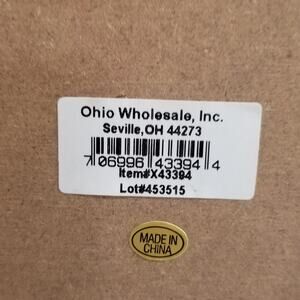 Ohio Wholesale, Inc.
Seville,OH 44273
7 06996 43394 4
Item#X43394
Lot#453515
MADE IN
CHINA